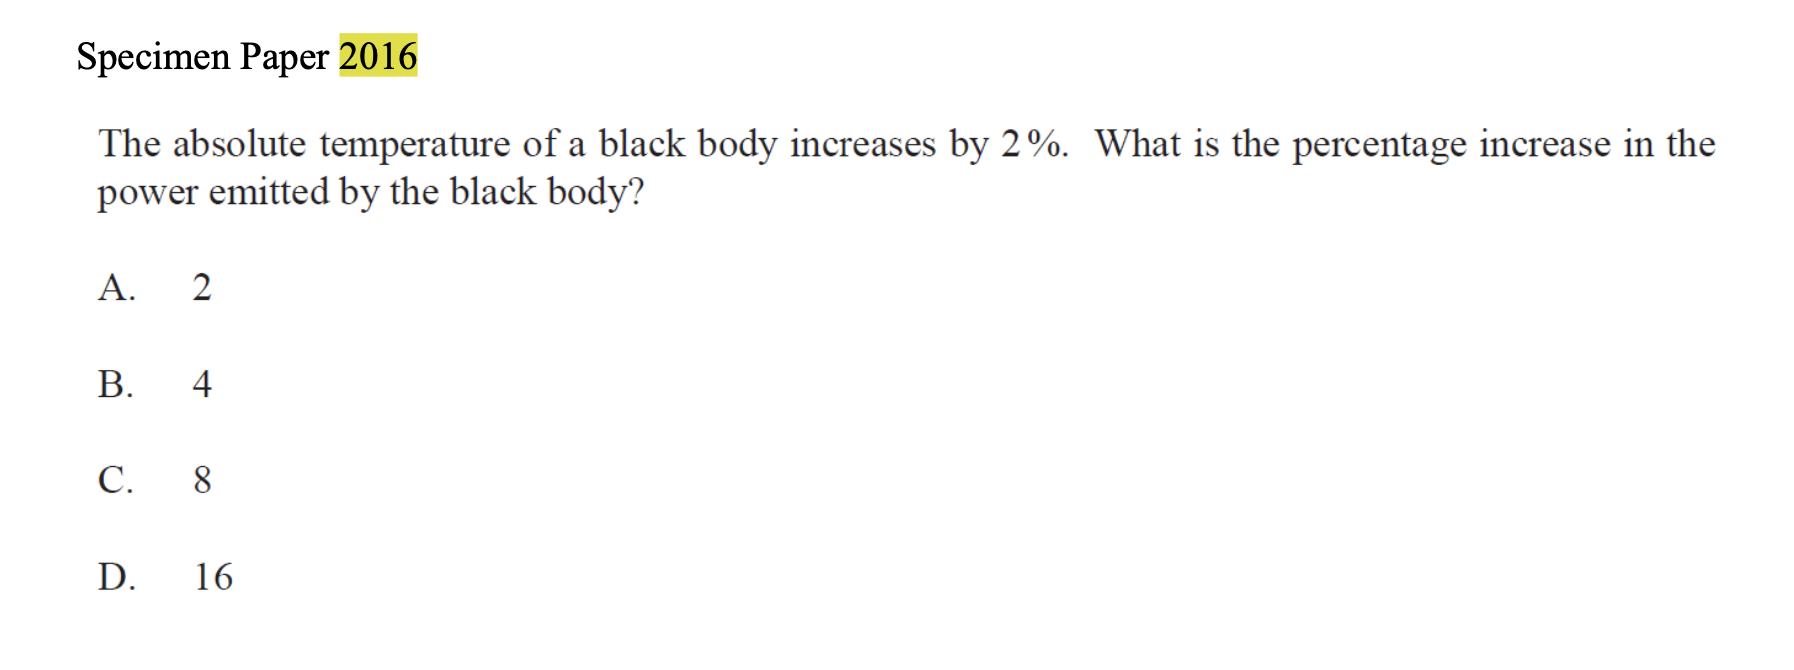 Specimen Paper 2016
The absolute temperature of a black body increases by 2%. What is the percentage increase in the
power emitted by the black body?
A. 2
B. 4
C. 8
D. 16